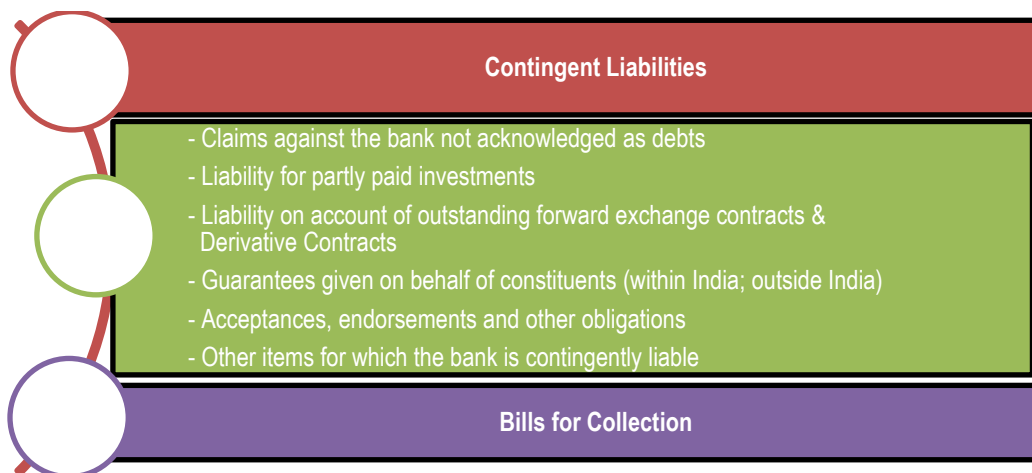 Contingent Liabilities
- Claims against the bank not acknowledged as debts
- Liability for partly paid investments
- Liability on account of outstanding forward exchange contracts &
Derivative Contracts
- Guarantees given on behalf of constituents (within India; outside India)
- Acceptances, endorsements and other obligations
- Other items for which the bank is contingently liable
Bills for Collection